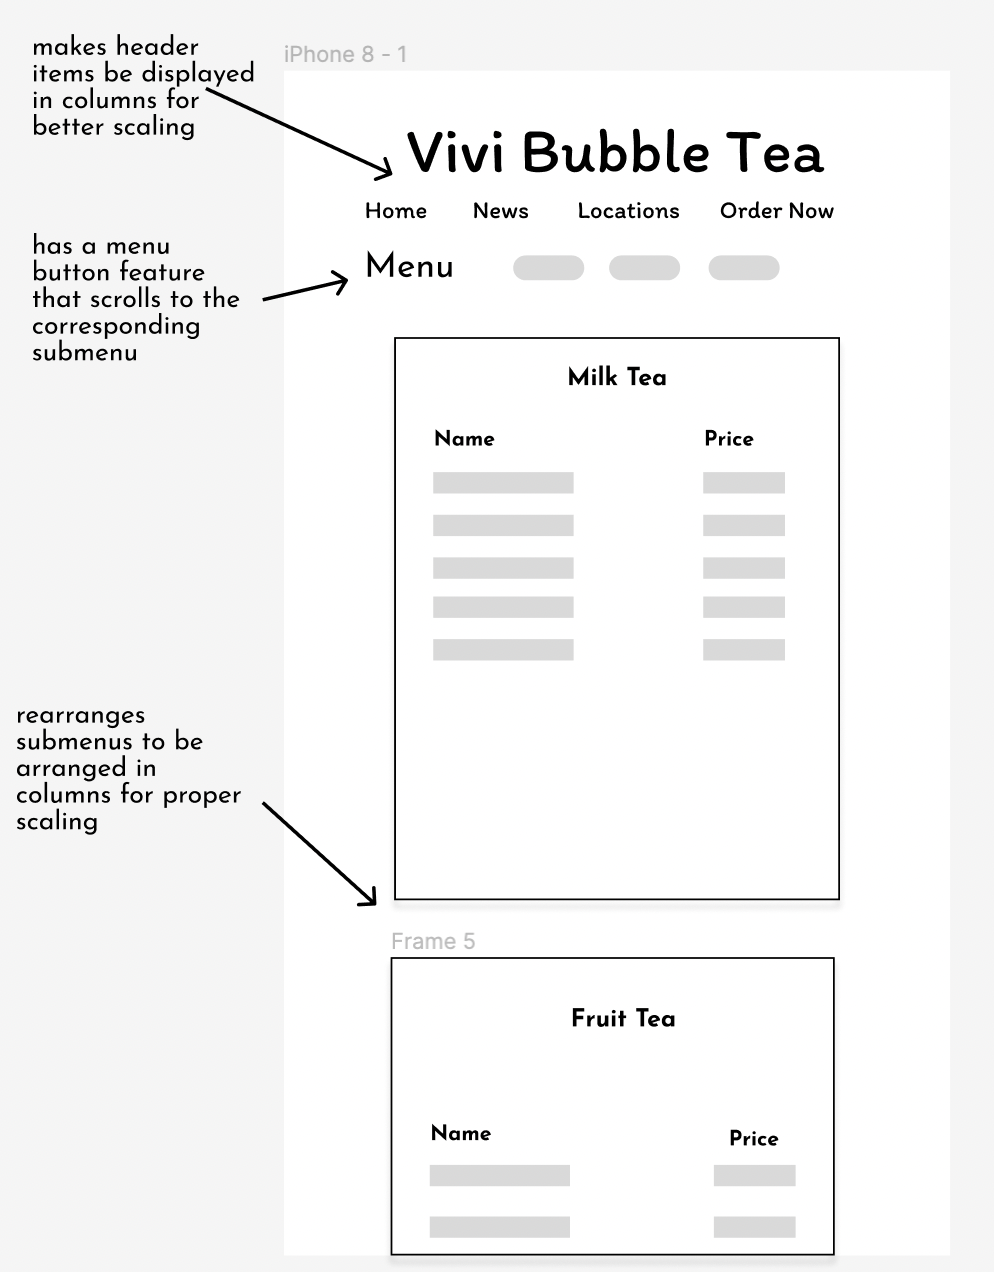 makes header
items be displayed
in columns for
better scaling
iPhone 8 - 1
Vivi Bubble Tea
Home News Locations Order Now
has a menu
button feature
that scrolls to the
corresponding
submenu
Menu
Milk Tea
Name Price
rearranges
submenus to be
arranged in
columns for proper
scaling
Frame 5
Fruit Tea
Name Price